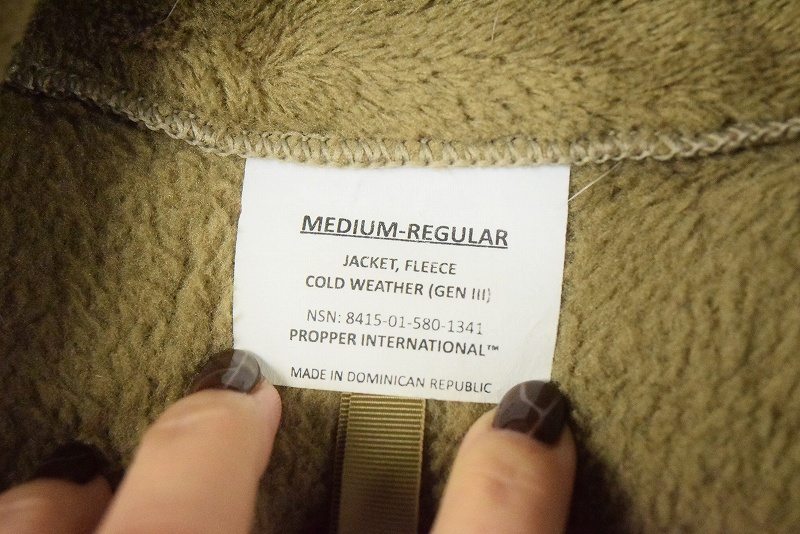 MEDIUM-REGULAR
JACKET, FLEECE
COLD WEATHER (GEN III)
NSN: 8415-01-580-1341
PROPPER INTERNATIONAL™
MADE IN DOMINICAN REPUBLIC